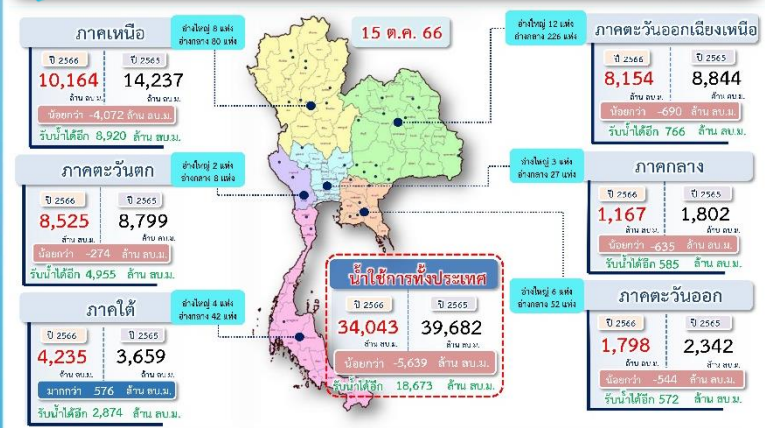 ภาคเหนือ
ปี 2566 ปี 2565
10,164 14,237
ล้าน ลบ.ม. ล้าน ลบ.ม.
น้อยกว่า -4,072 ล้าน ลบ.ม.
รับน้ำได้อีก 8,920 ล้าน ลบ.ม.
อ่างใหญ่ 8 แห่ง
อ่างกลาง 80 แห่ง
15 ต.ค. 66
อ่างใหญ่ 12 แห่ง
อ่างกลาง 226 แห่ง
ภาคตะวันออกเฉียงเหนือ
ปี 2566 ปี 2565
8,154 8,844
ล้าน ลบ.ม. ล้าน ลบ.ม.
น้อยกว่า -690 ล้าน ลบ.ม.
รับน้ำได้อีก 766 ล้าน ลบ.ม.
ภาคตะวันตก
ปี 2566 ปี 2565
8,525 8,799
ล้าน ลบ.ม. ล้าน ลบ.ม.
น้อยกว่า -274 ล้าน ลบ.ม.
รับน้ำได้อีก 4,955 ล้าน ลบ.ม.
อ่างใหญ่ 2 แห่ง
อ่างกลาง 8 แห่ง
อ่างใหญ่ 3 แห่ง
อ่างกลาง 27 แห่ง
ภาคกลาง
ปี 2566 ปี 2565
1,167 1,802
ล้าน ลบ.ม. ล้าน ลบ.ม.
น้อยกว่า -635 ล้าน ลบ.ม.
รับน้ำได้อีก 585 ล้าน ลบ.ม.
ภาคใต้
ปี 2566 ปี 2565
4,235 3,659
ล้าน ลบ.ม. ล้าน ลบ.ม.
มากกว่า 576 ล้าน ลบ.ม.
รับน้ำได้อีก 2,874 ล้าน ลบ.ม.
อ่างใหญ่ 4 แห่ง
อ่างกลาง 42 แห่ง
น้ำใช้การทั้งประเทศ
ปี 2566 ปี 2565
34,043 39,682
ล้าน ลบ.ม. ล้าน ลบ.ม.
น้อยกว่า -5,639 ล้าน ลบ.ม.
รับน้ำได้อีก 18,673 ล้าน ลบ.ม.
อ่างใหญ่ 6 แห่ง
อ่างกลาง 52 แห่ง
ภาคตะวันออก
ปี 2566 ปี 2565
1,798 2,342
ล้าน ลบ.ม. ล้าน ลบ.ม.
น้อยกว่า -544 ล้าน ลบ.ม.
รับน้ำได้อีก 572 ล้าน ลบ.ม.